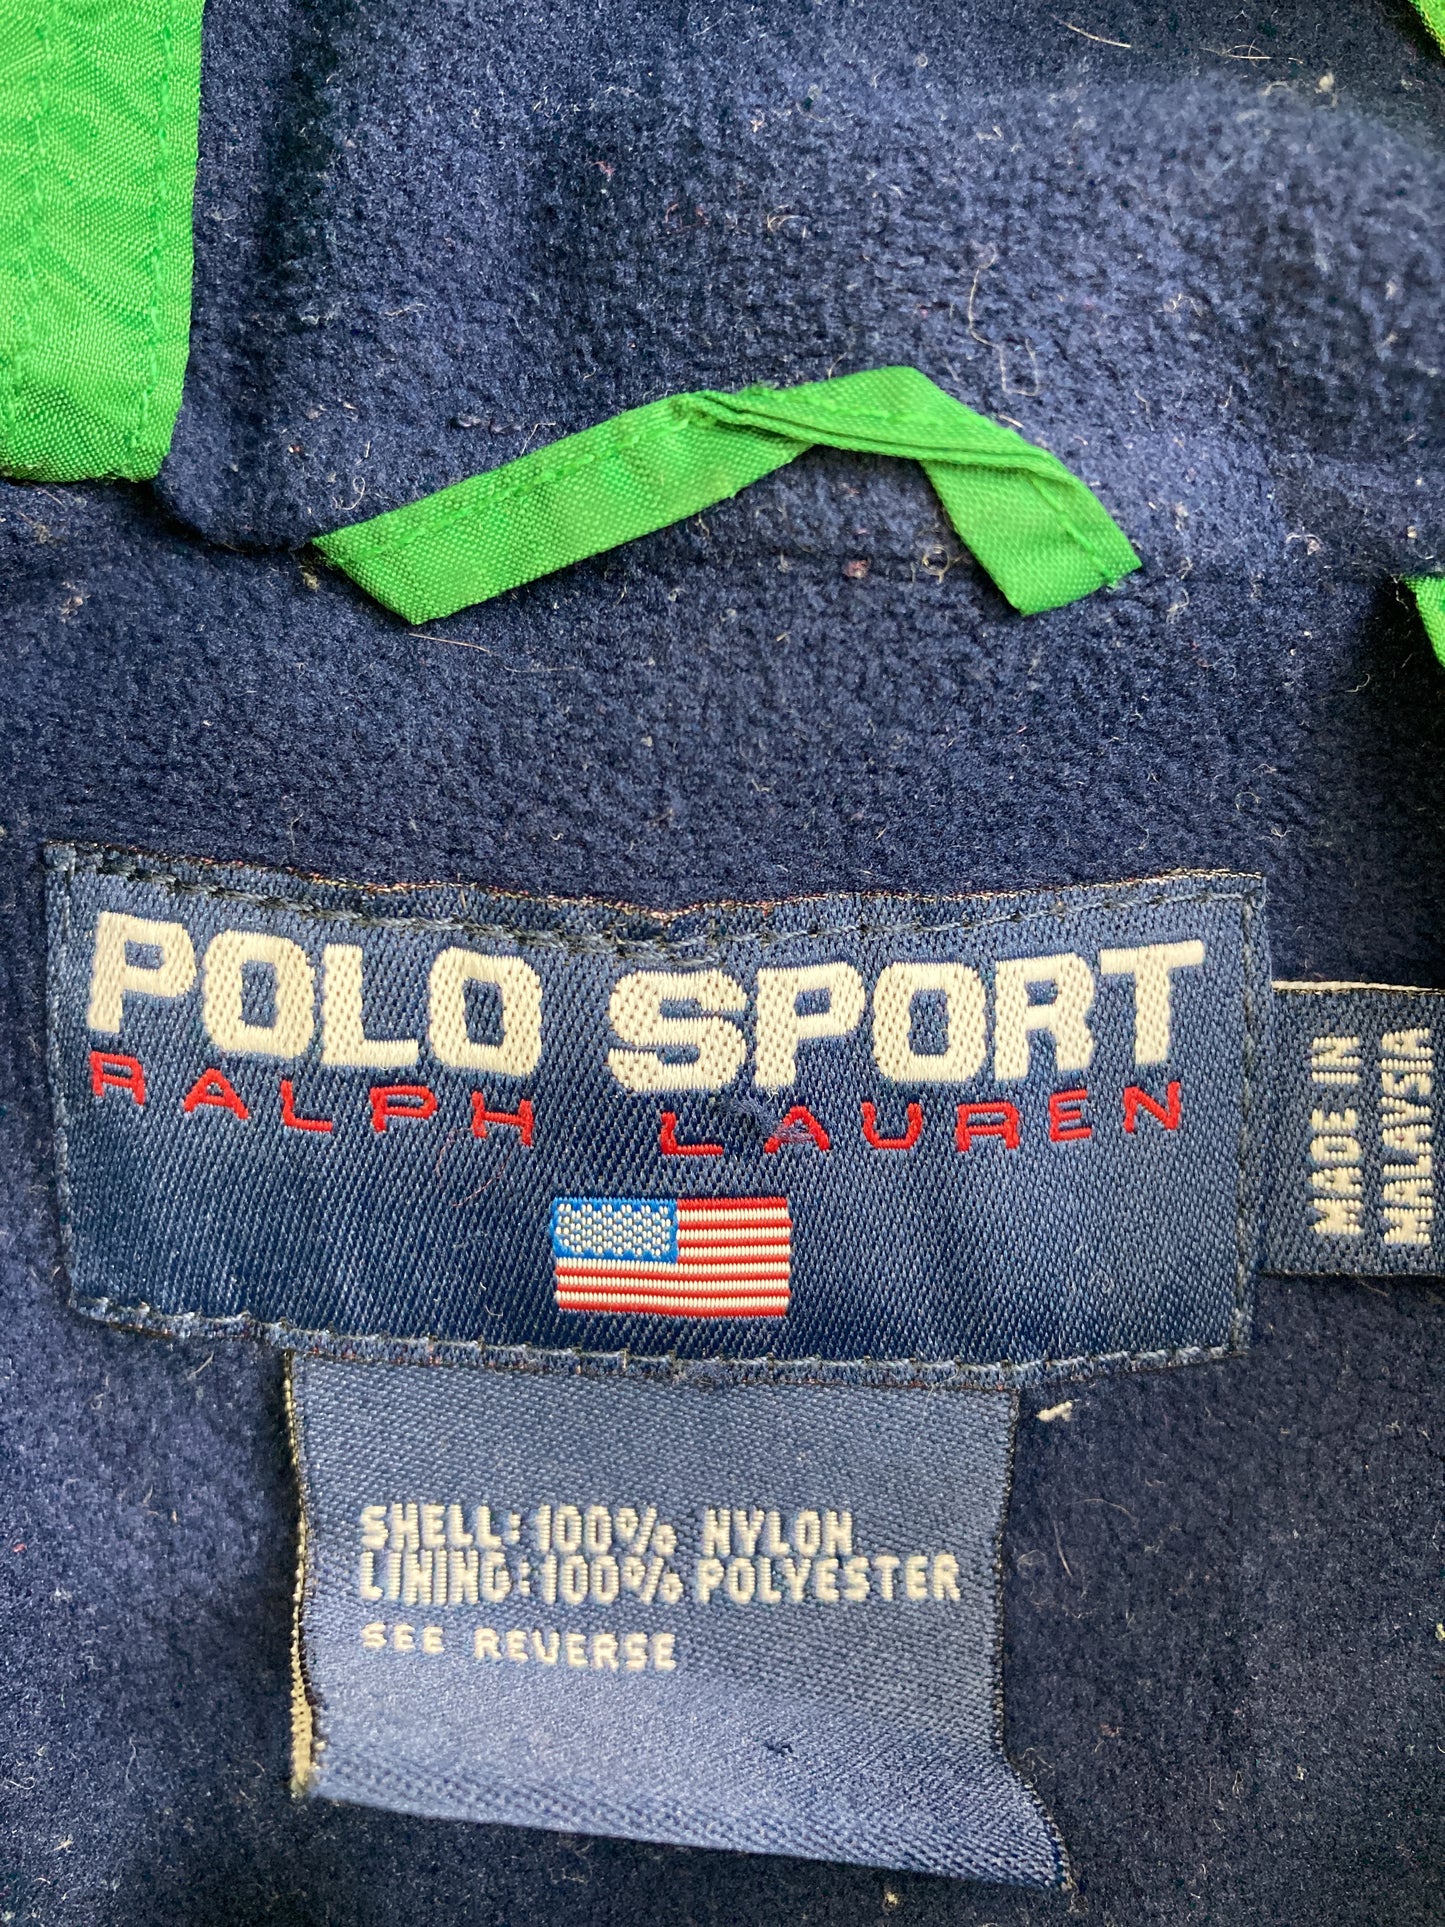 POLO SPORT
RALPH LAUREN
MADE IN
MALAYSIA
SHELL: 100% NYLON
LINING: 100% POLYESTER
SEE REVERSE